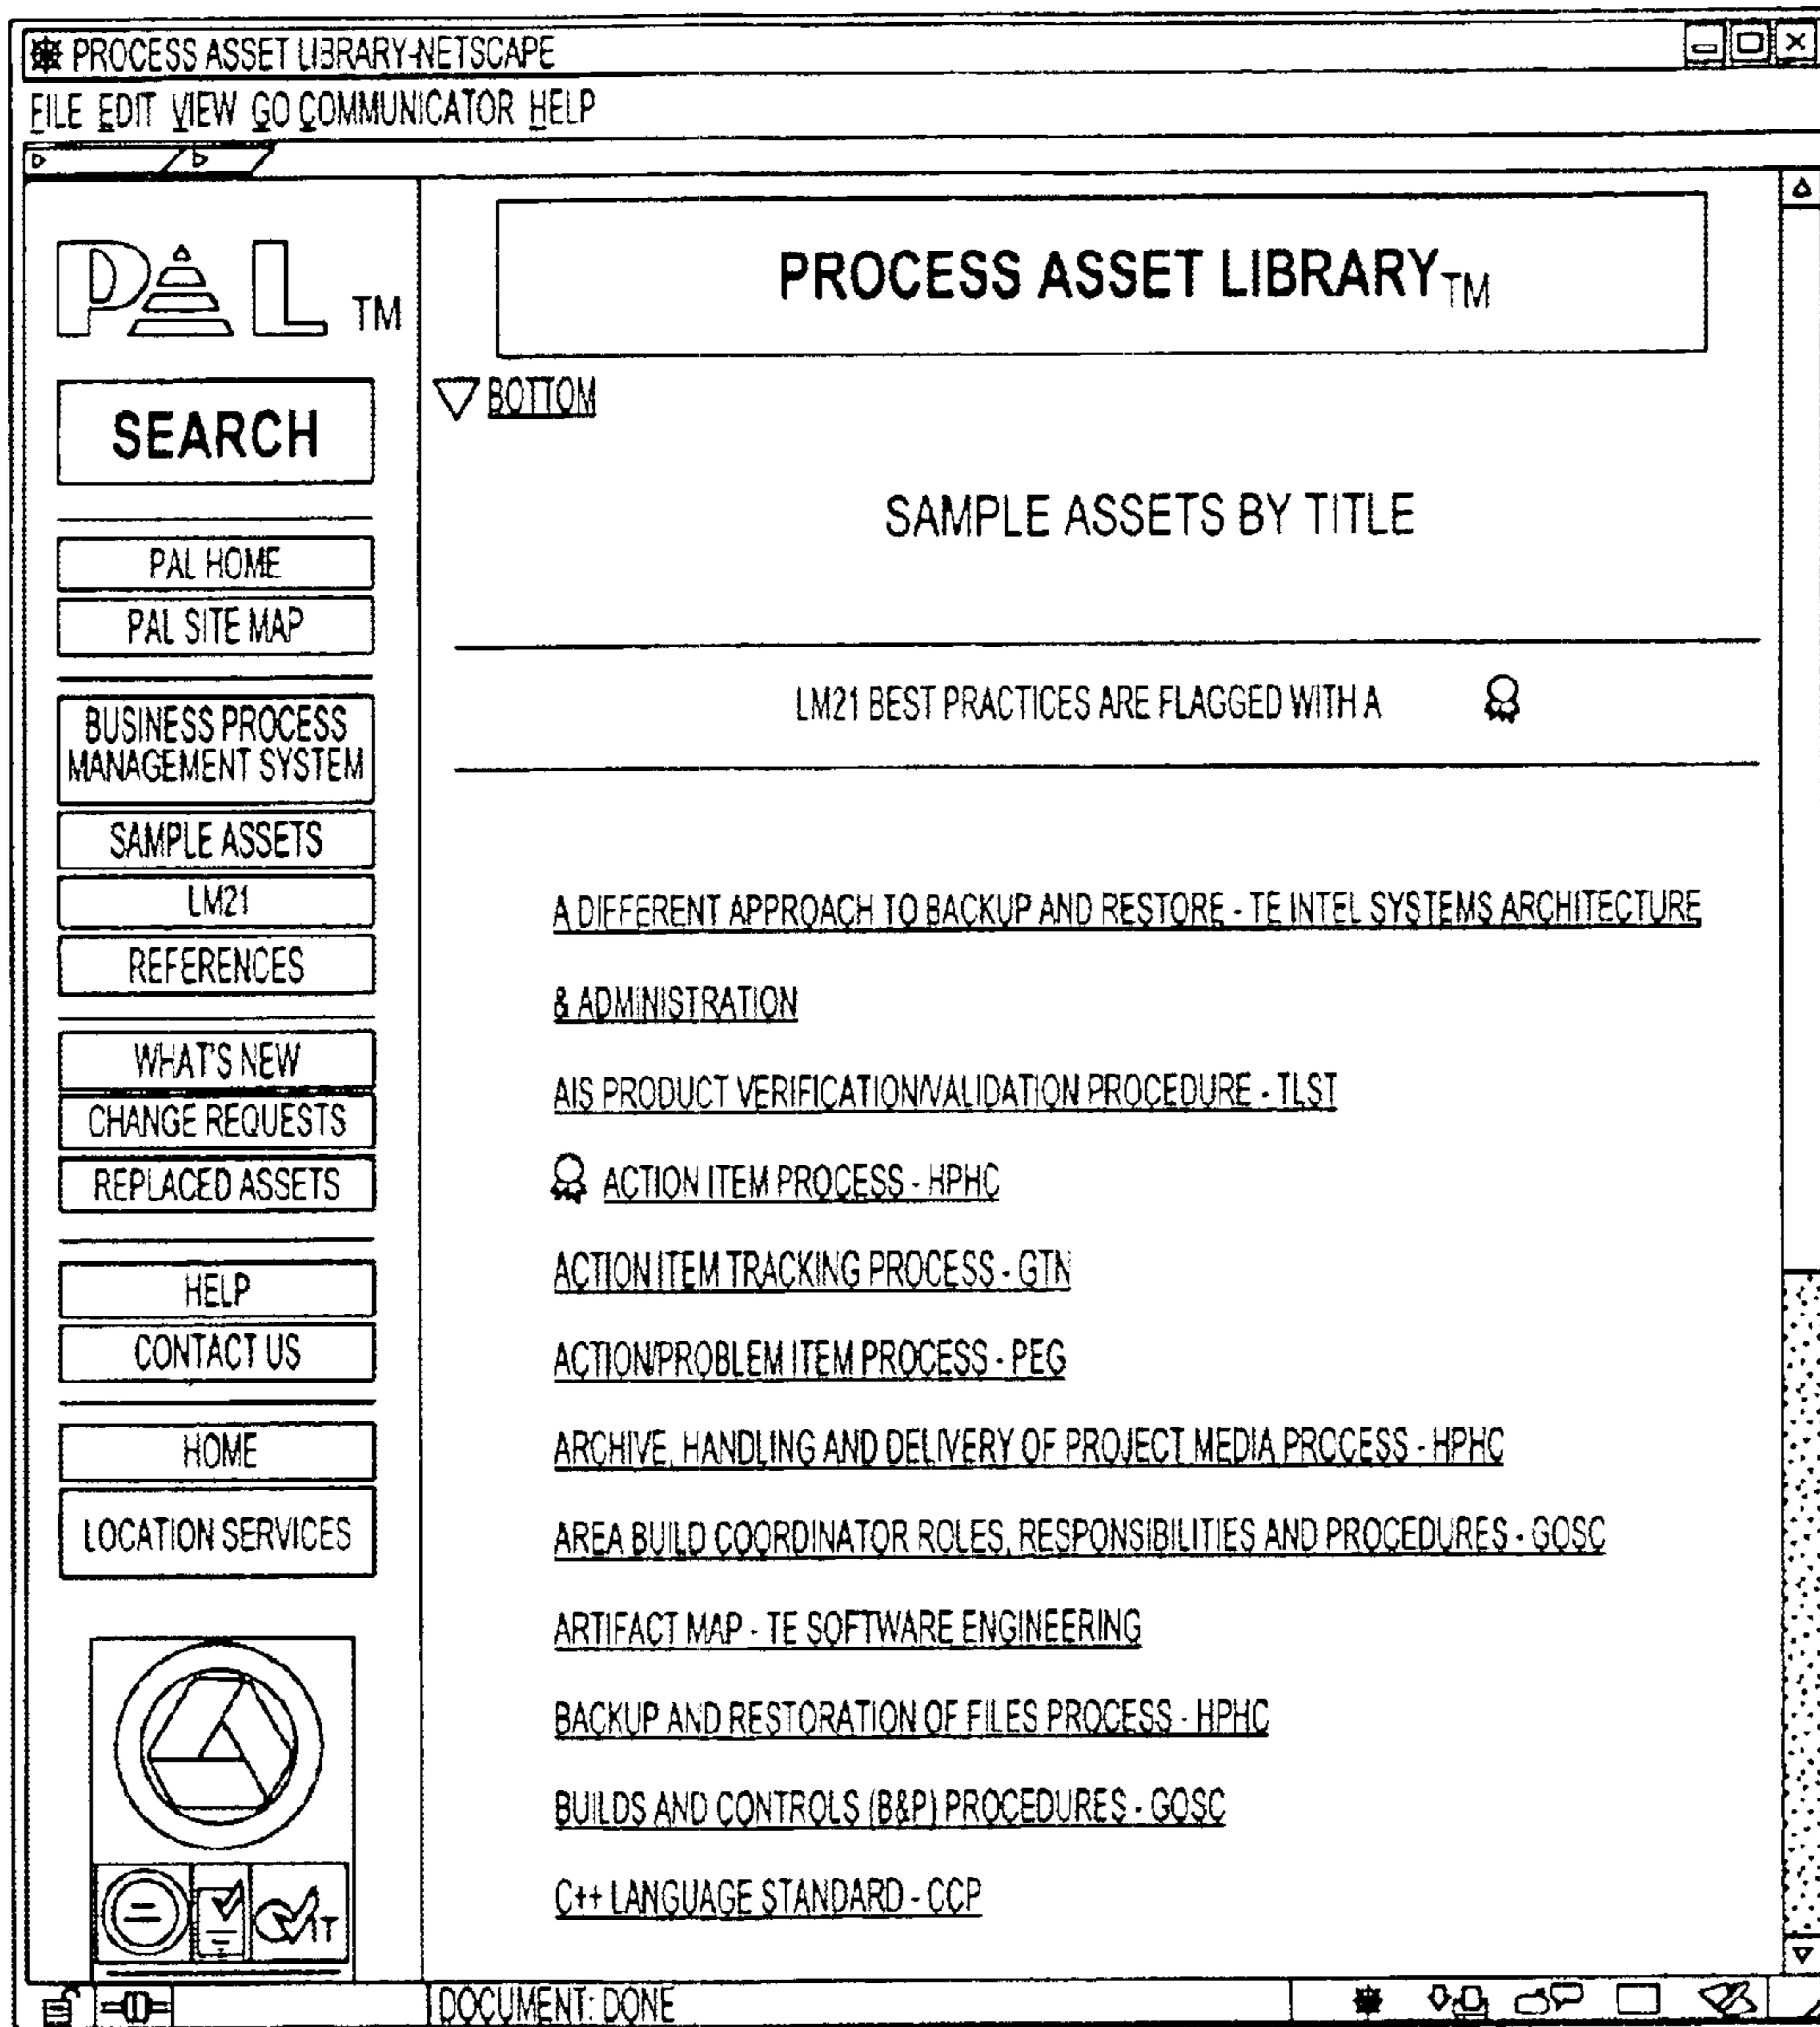 PROCESS ASSET LIBRARY-NETSCAPE
FILE EDIT VIEW GO COMMUNICATOR HELP
PAL TM
SEARCH
PAL HOME
PAL SITE MAP
BUSINESS PROCESS
MANAGEMENT SYSTEM
SAMPLE ASSETS
LM21
REFERENCES
WHAT'S NEW
CHANGE REQUESTS
REPLACED ASSETS
HELP
CONTACT US
HOME
LOCATION SERVICES
IT
PROCESS ASSET LIBRARY TM
BOTTOM
SAMPLE ASSETS BY TITLE
LM21 BEST PRACTICES ARE FLAGGED WITH A
A DIFFERENT APPROACH TO BACKUP AND RESTORE - TE INTEL SYSTEMS ARCHITECTURE
& ADMINISTRATION
AIS PRODUCT VERIFICATION/VALIDATION PROCEDURE - TLST
ACTION ITEM PROCESS - HPHC
ACTION ITEM TRACKING PROCESS - GTN
ACTION/PROBLEM ITEM PROCESS - PEG
ARCHIVE, HANDLING AND DELIVERY OF PROJECT MEDIA PROCESS - HPHC
AREA BUILD COORDINATOR ROLES, RESPONSIBILITIES AND PROCEDURES - GOSC
ARTIFACT MAP - TE SOFTWARE ENGINEERING
BACKUP AND RESTORATION OF FILES PROCESS - HPHC
BUILDS AND CONTROLS (B&P) PROCEDURES - GOSC
C++ LANGUAGE STANDARD - CCP
DOCUMENT: DONE